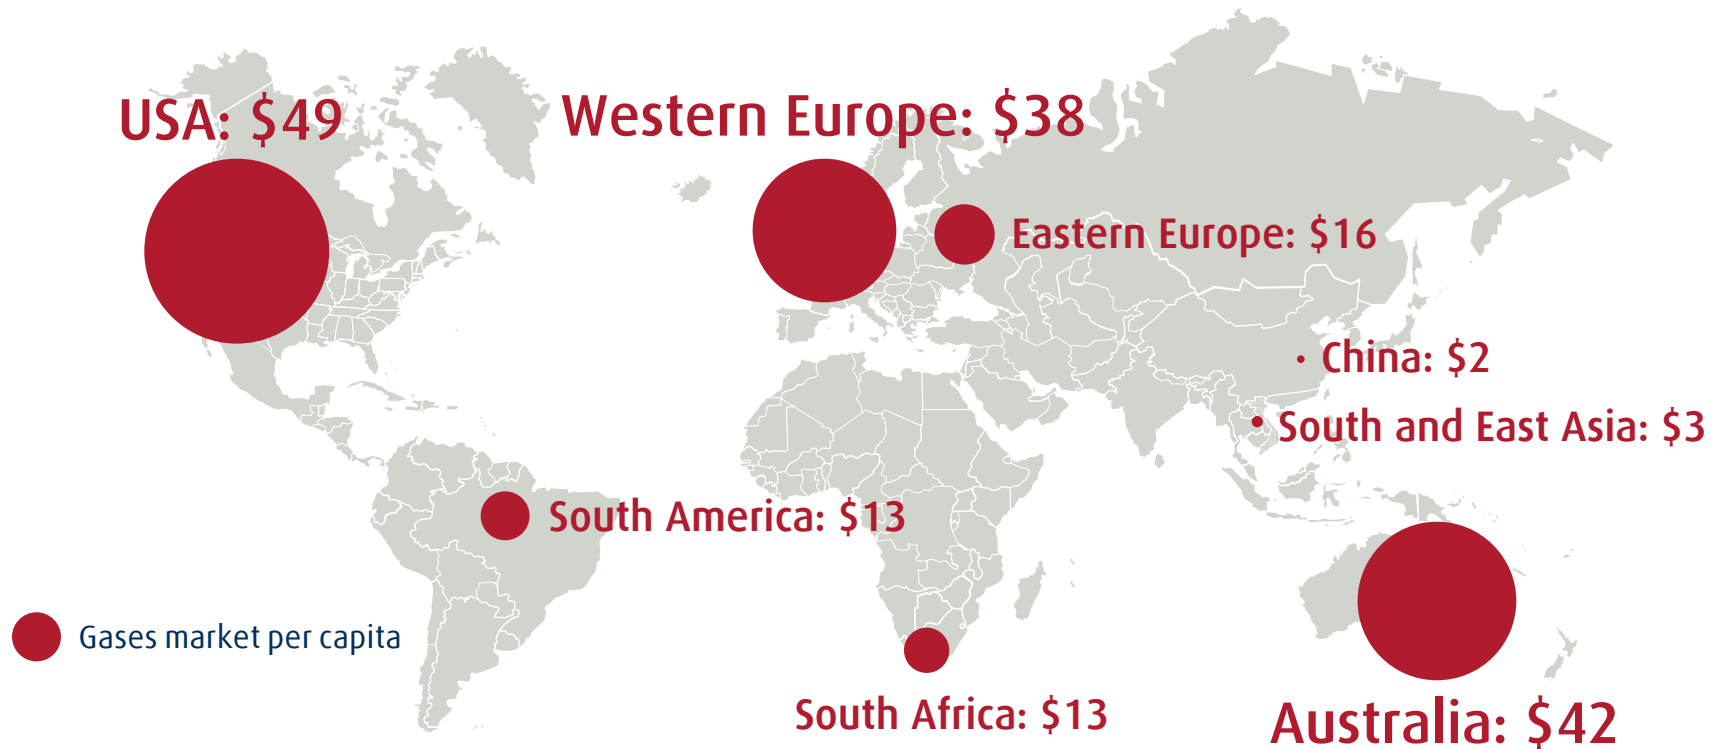 USA: $49
Western Europe: $38
Eastern Europe: $16
China: $2
South and East Asia: $3
South America: $13
Gases market per capita
South Africa: $13
Australia: $42